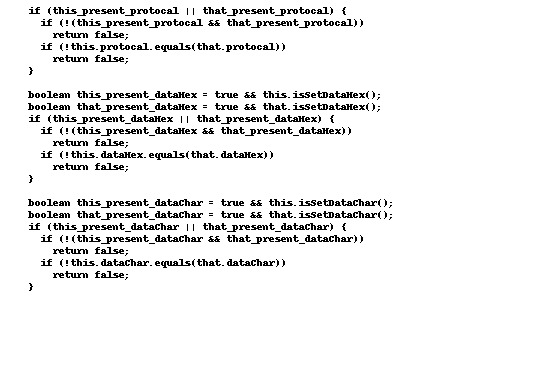 if (this_present_protocal || that_present_protocal) {
if (!(this_present_protocal && that_present_protocal))
return false;
if (!this.protocal.equals(that.protocal))
return false;
}
boolean this_present_dataHex = true && this.isSetDataHex();
boolean that_present_dataHex = true && that.isSetDataHex();
if (this_present_dataHex || that_present_dataHex) {
if (!(this_present_dataHex && that_present_dataHex))
return false;
if (!this.dataHex.equals(that.dataHex))
return false;
}
boolean this_present_dataChar = true && this.isSetDataChar();
boolean that_present_dataChar = true && that.isSetDataChar();
if (this_present_dataChar || that_present_dataChar) {
if (!(this_present_dataChar && that_present_dataChar))
return false;
if (!this.dataChar.equals(that.dataChar))
return false;
}